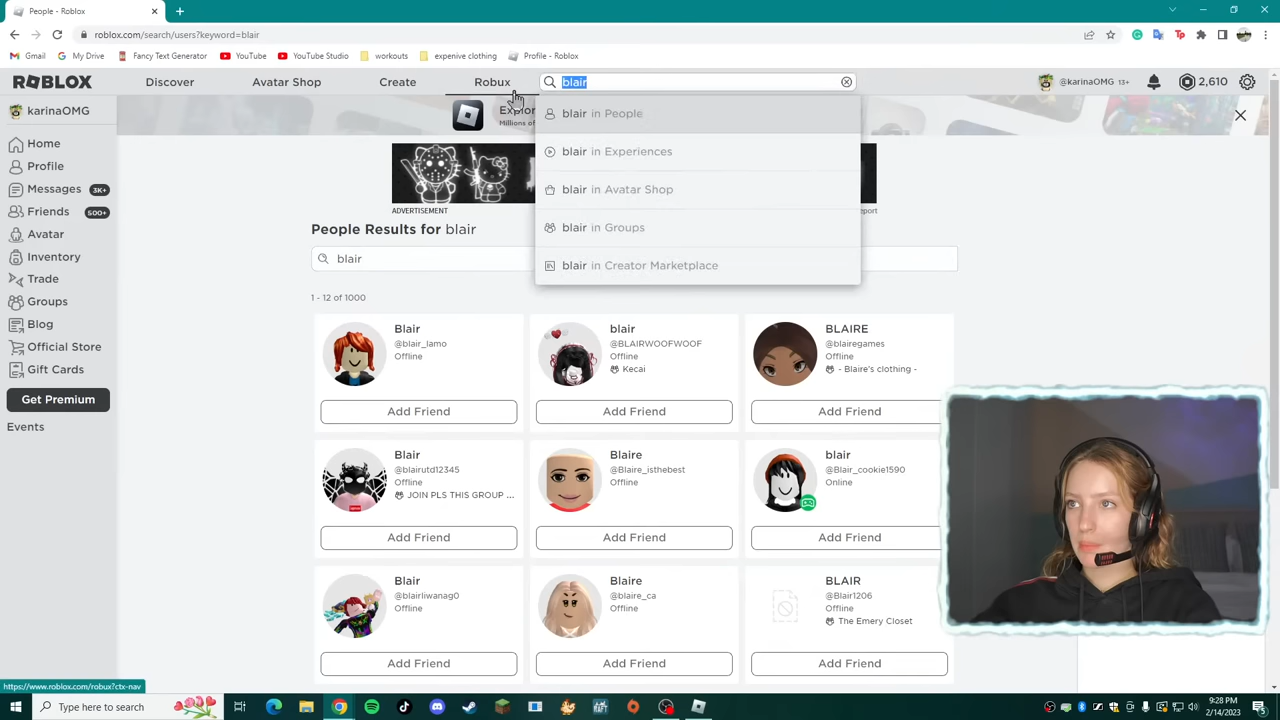 People - Roblox
roblox.com/search/users?keyword=blair
Gmail
My Drive
Fancy Text Generator
YouTube
YouTube Studio
workouts
expenive clothing
Profile - Roblox
ROBLOX
Discover
Avatar Shop
Create
Robux
blair
@karinaOMG 13+
2,610
karinaOMG
Home
Profile
Messages 3K+
Friends 500+
Avatar
Inventory
Trade
Groups
Blog
Official Store
Gift Cards
Get Premium
Events
Explor
Millions of
blair in People
blair in Experiences
blair in Avatar Shop
blair in Groups
blair in Creator Marketplace
ADVERTISEMENT
port
People Results for blair
blair
1 - 12 of 1000
Blair
@blair_lamo
Offline
Add Friend
blair
@BLAIRWOOFWOOF
Offline
Kecai
Add Friend
BLAIRE
@blairegames
Offline
- Blaire's clothing -
Add Friend
Blair
@blairutd12345
Offline
JOIN PLS THIS GROUP ...
Add Friend
Blaire
@Blaire_isthebest
Offline
Add Friend
blair
@Blair_cookie1590
Online
Add Friend
Blair
@blairliwanag0
Offline
Add Friend
Blaire
@blaire_ca
Offline
Add Friend
BLAIR
@Blair1206
Offline
The Emery Closet
Add Friend
https://www.roblox.com/robux?ctx-nav
Type here to search
9:28 PM
2/14/2023